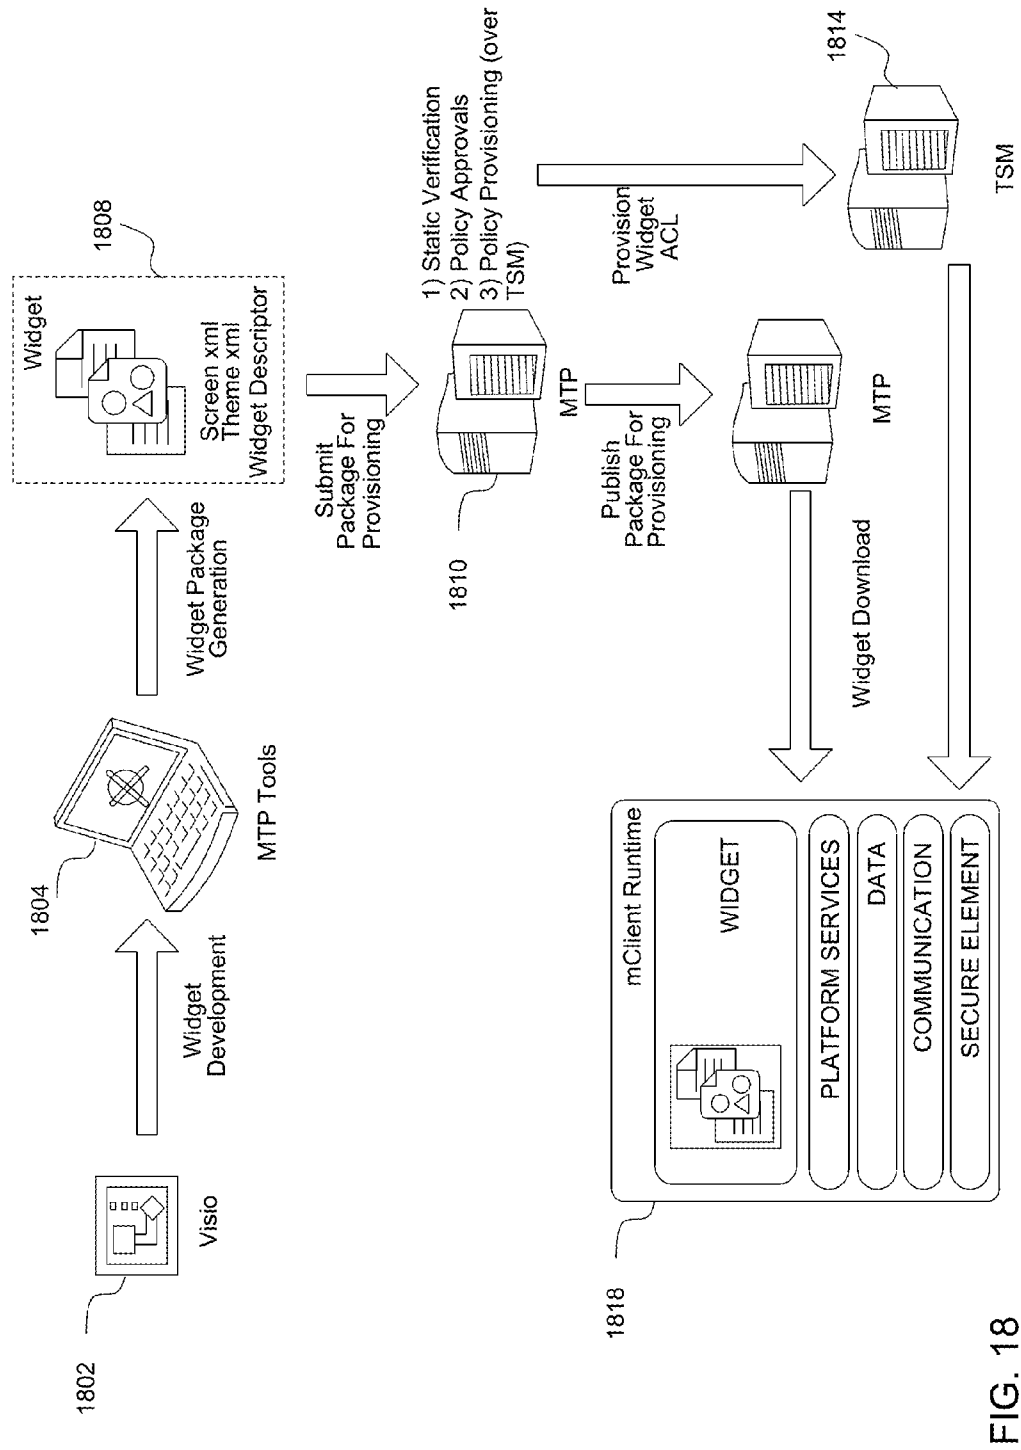 1802
Visio
Widget
Development
1804
MTP Tools
Widget Package
Generation
1808
Widget
Screen xml
Theme xml
Widget Descriptor
Submit
Package For
Provisioning
1810
MTP
1) Static Verification
2) Policy Approvals
3) Policy Provisioning (over
TSM)
Publish
Package For
Provisioning
MTP
Provision
Widget
ACL
1814
TSM
Widget Download
1818
mClient Runtime
WIDGET
PLATFORM SERVICES
DATA
COMMUNICATION
SECURE ELEMENT
FIG. 18